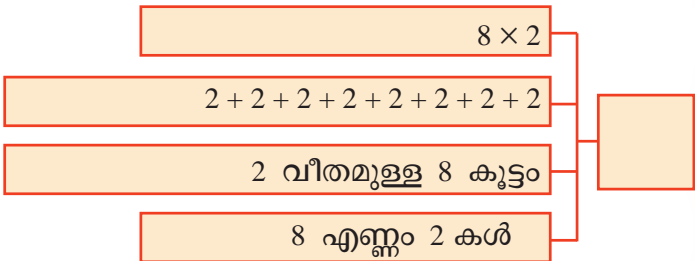 8 × 2
2 + 2 + 2 + 2 + 2 + 2 + 2 + 2
2 വീതമുള്ള 8 കൂട്ടം
8 എണ്ണം 2 കൾ